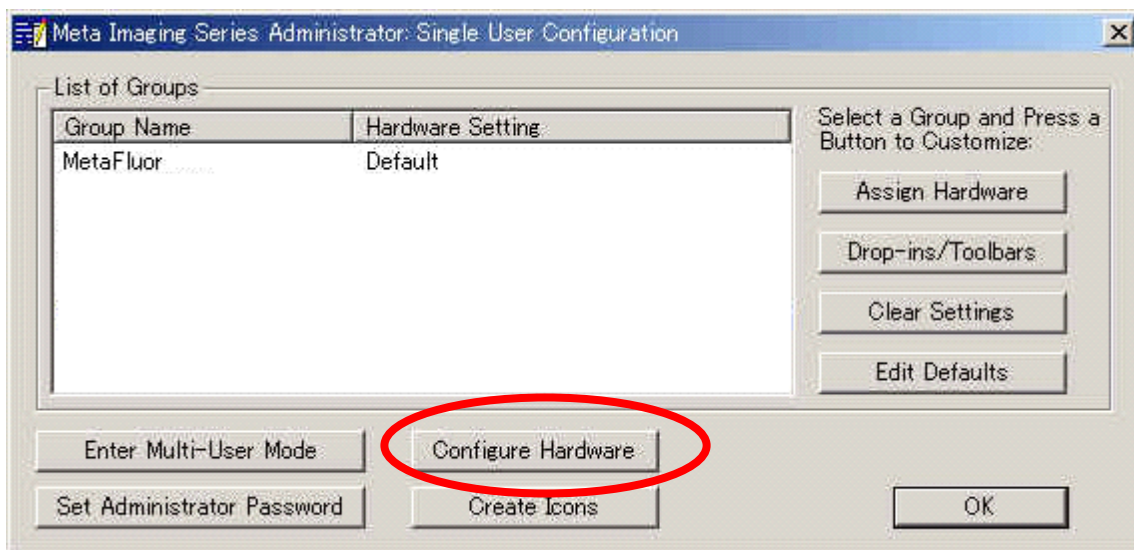 Meta Imaging Series Administrator: Single User Configuration
List of Groups
Group Name Hardware Setting
MetaFluor Default
Select a Group and Press a
Button to Customize:
Assign Hardware
Drop-ins/Toolbars
Clear Settings
Edit Defaults
Enter Multi-User Mode
Configure Hardware
Set Administrator Password
Create Icons
OK